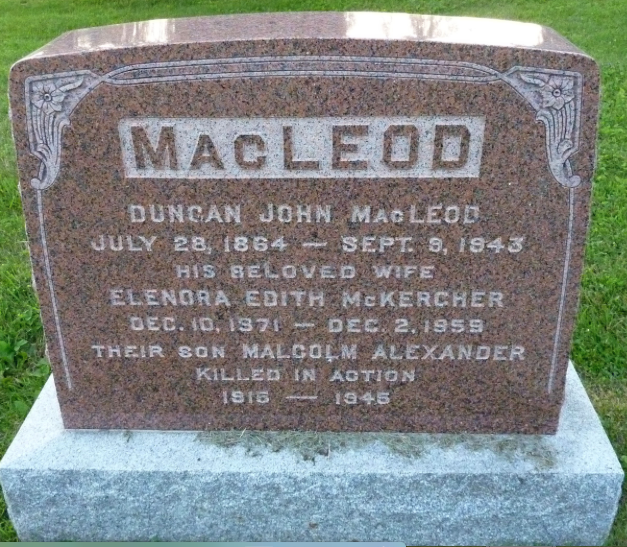 MacLEOD
DUNCAN JOHN MacLEOD
JULY 28, 1864 — SEPT. 9, 1943
HIS BELOVED WIFE
ELENORA EDITH McKERCHER
DEC. 10, 1871 — DEC. 2, 1959
THEIR SON MALCOLM ALEXANDER
KILLED IN ACTION
1915 — 1945